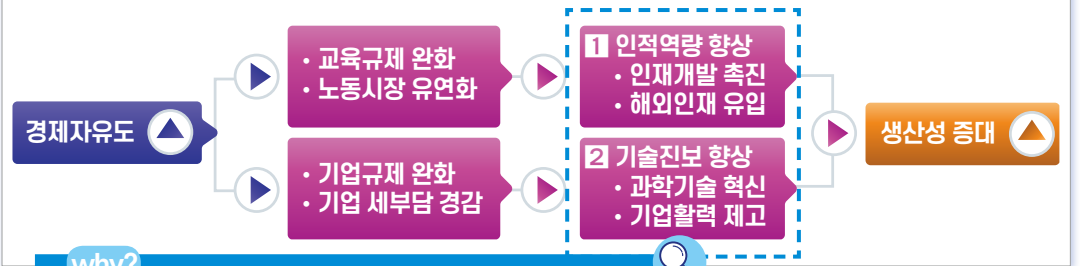 경제자유도
• 교육규제 완화
• 노동시장 유연화
1 인적역량 향상
• 인재개발 촉진
• 해외인재 유입
• 기업규제 완화
• 기업 세부담 경감
2 기술진보 향상
• 과학기술 혁신
• 기업활력 제고
생산성 증대
why?